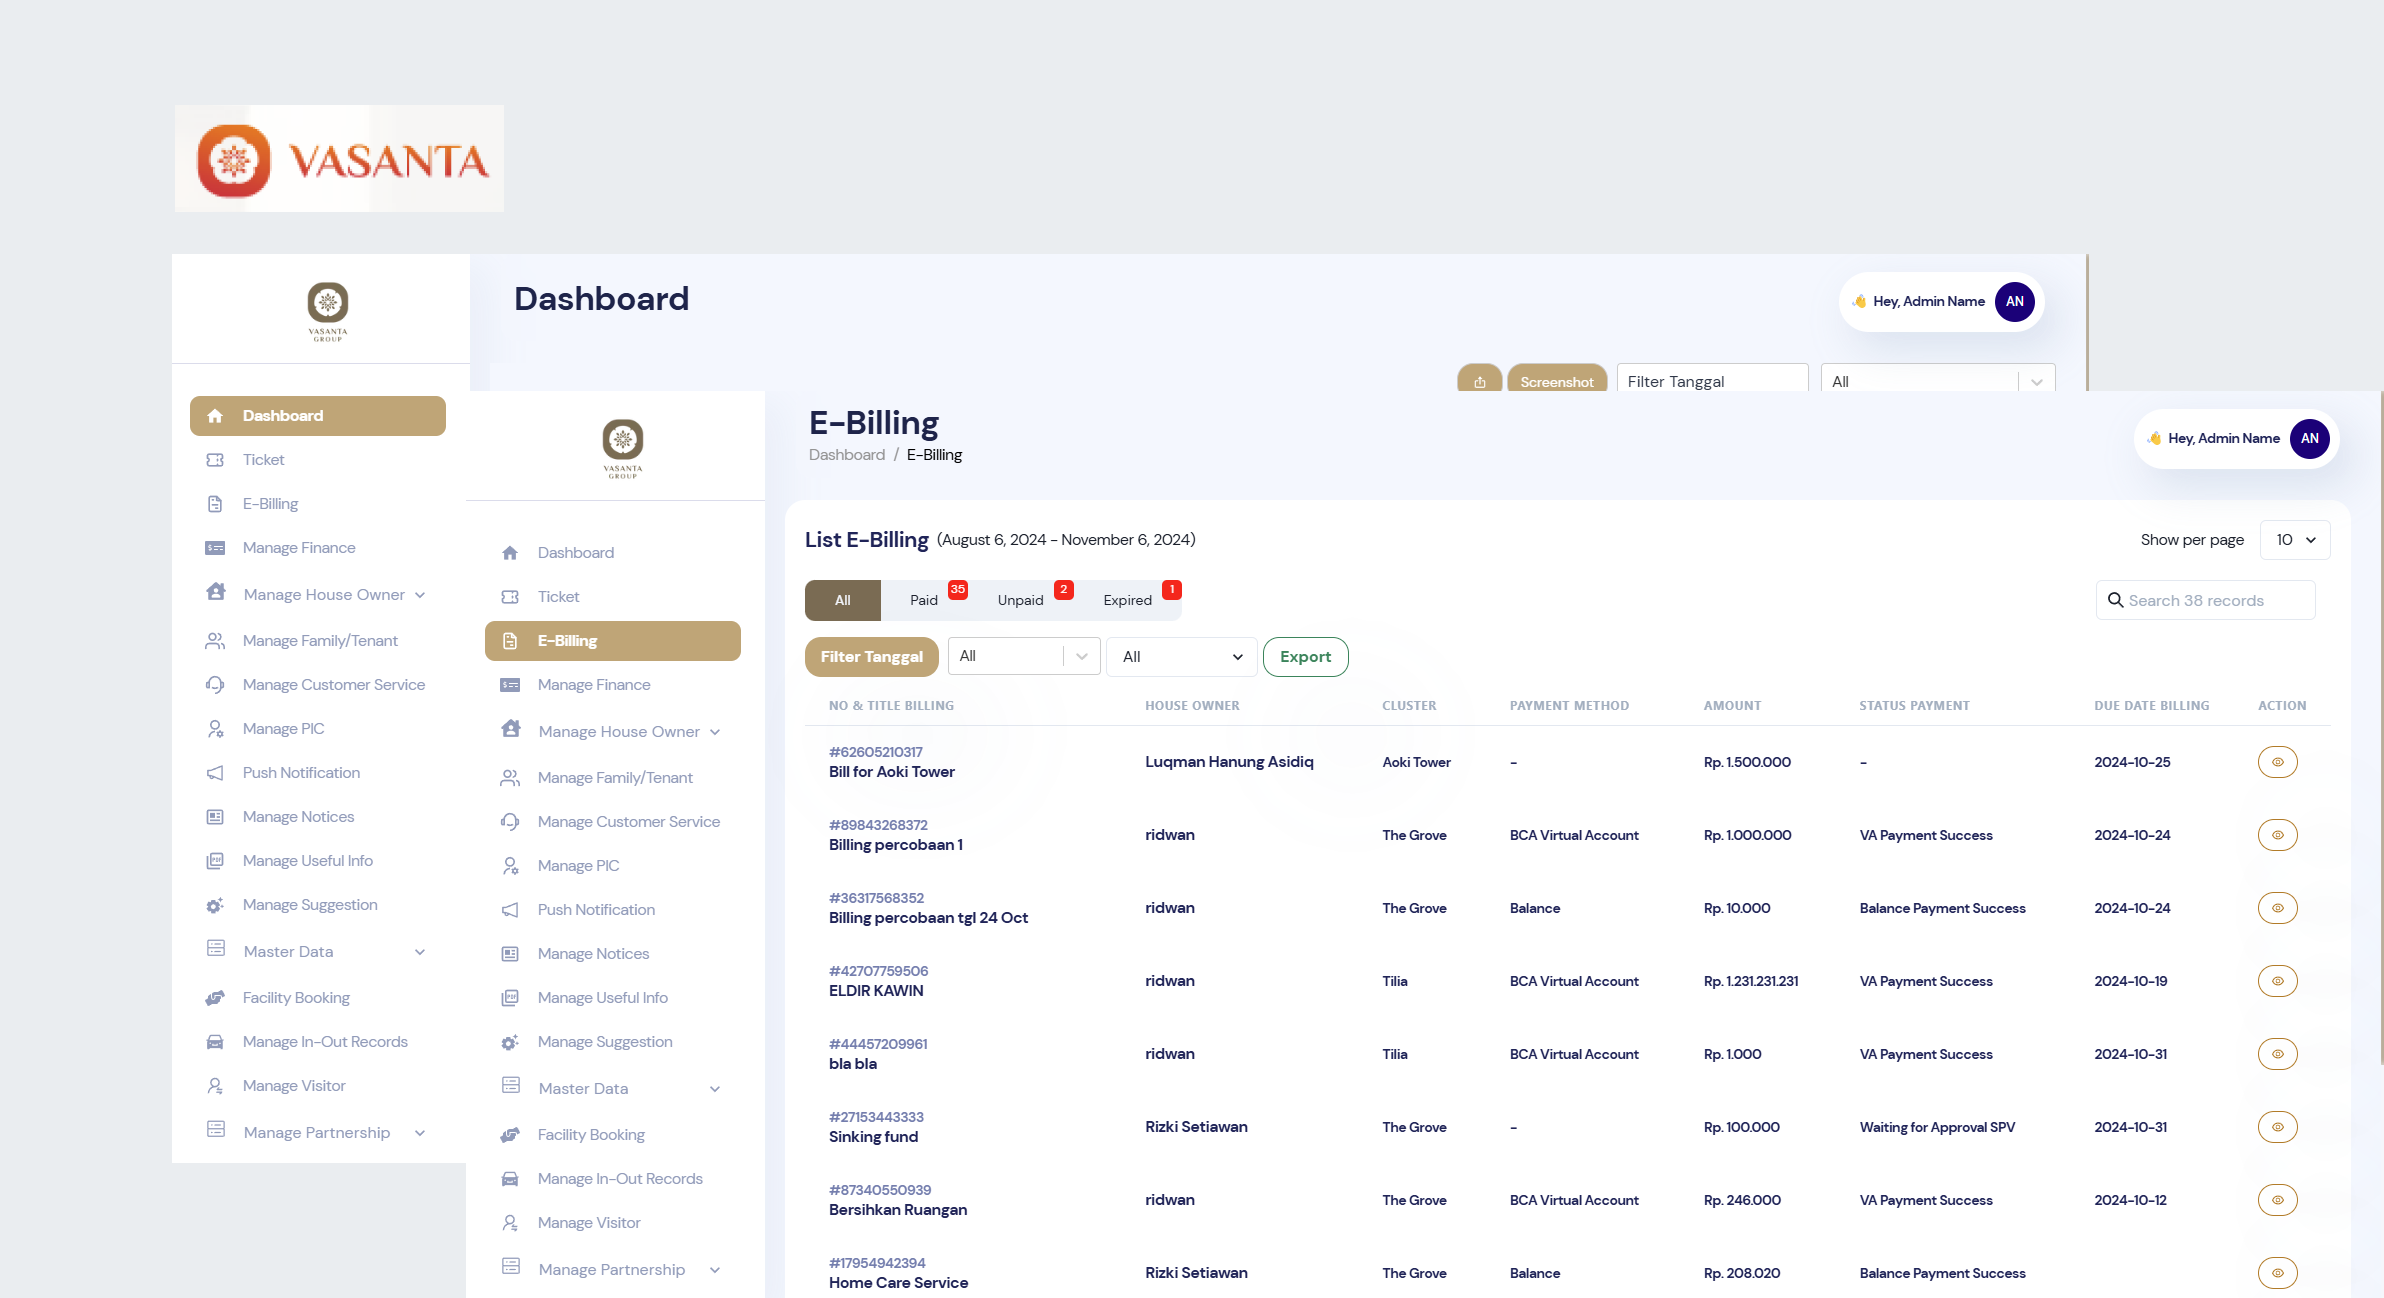 VASANTA
VASANTA
GROUP
Dashboard
Hey, Admin Name
AN
Screenshot
Filter Tanggal
All
Dashboard
Ticket
E-Billing
Manage Finance
Manage House Owner
Manage Family/Tenant
Manage Customer Service
Manage PIC
Push Notification
Manage Notices
Manage Useful Info
Manage Suggestion
Master Data
Facility Booking
Manage In-Out Records
Manage Visitor
Manage Partnership
VASANTA
GROUP
Dashboard
Ticket
E-Billing
Manage Finance
Manage House Owner
Manage Family/Tenant
Manage Customer Service
Manage PIC
Push Notification
Manage Notices
Manage Useful Info
Manage Suggestion
Master Data
Facility Booking
Manage In-Out Records
Manage Visitor
Manage Partnership
E-Billing
Dashboard / E-Billing
Hey, Admin Name
AN
List E-Billing (August 6, 2024 - November 6, 2024)
Show per page 10
All Paid 35 Unpaid 2 Expired 1
Search 38 records
Filter Tanggal All All Export
NO & TITLE BILLING HOUSE OWNER CLUSTER PAYMENT METHOD AMOUNT STATUS PAYMENT DUE DATE BILLING ACTION
#62605210317
Bill for Aoki Tower Luqman Hanung Asidiq Aoki Tower - Rp. 1.500.000 - 2024-10-25
#89843268372
Billing percobaan 1 ridwan The Grove BCA Virtual Account Rp. 1.000.000 VA Payment Success 2024-10-24
#36317568352
Billing percobaan tgl 24 Oct ridwan The Grove Balance Rp. 10.000 Balance Payment Success 2024-10-24
#42707759506
ELDIR KAWIN ridwan Tilia BCA Virtual Account Rp. 1.231.231.231 VA Payment Success 2024-10-19
#44457209961
bla bla ridwan Tilia BCA Virtual Account Rp. 1.000 VA Payment Success 2024-10-31
#27153443333
Sinking fund Rizki Setiawan The Grove - Rp. 100.000 Waiting for Approval SPV 2024-10-31
#87340550939
Bersihkan Ruangan ridwan The Grove BCA Virtual Account Rp. 246.000 VA Payment Success 2024-10-12
#17954942394
Home Care Service Rizki Setiawan The Grove Balance Rp. 208.020 Balance Payment Success